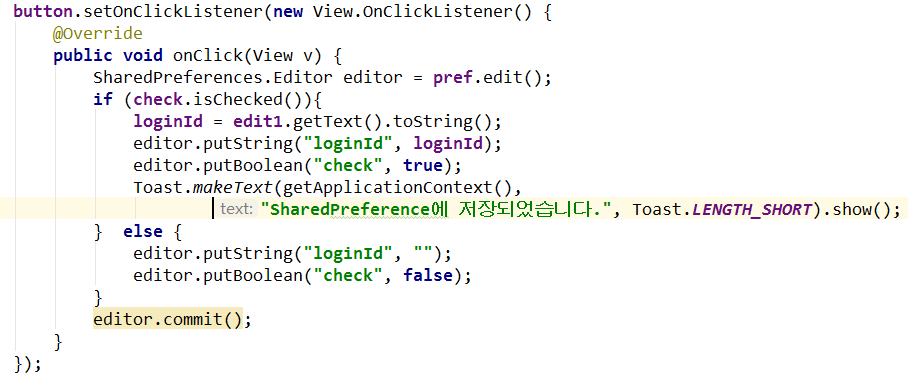 button.setOnClickListener(new View.OnClickListener() {
    @Override
    public void onClick(View v) {
        SharedPreferences.Editor editor = pref.edit();
        if (check.isChecked()){
            loginId = edit1.getText().toString();
            editor.putString("loginId", loginId);
            editor.putBoolean("check", true);
            Toast.makeText(getApplicationContext(),
                    text: "SharedPreference에 저장되었습니다.", Toast.LENGTH_SHORT).show();
        }  else {
            editor.putString("loginId", "");
            editor.putBoolean("check", false);
        }
        editor.commit();
    }
});